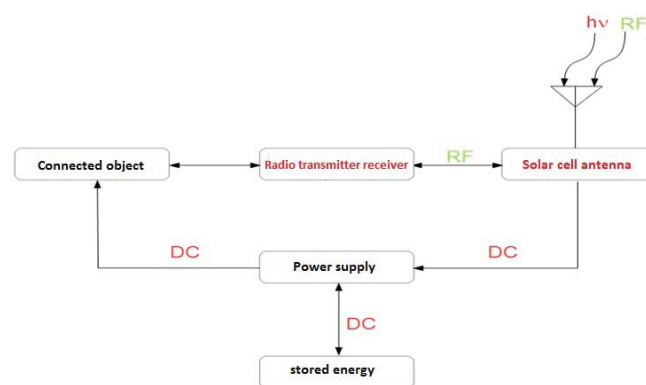 hν RF
Connected object
Radio transmitter receiver
RF
Solar cell antenna
DC
Power supply
DC
DC
stored energy